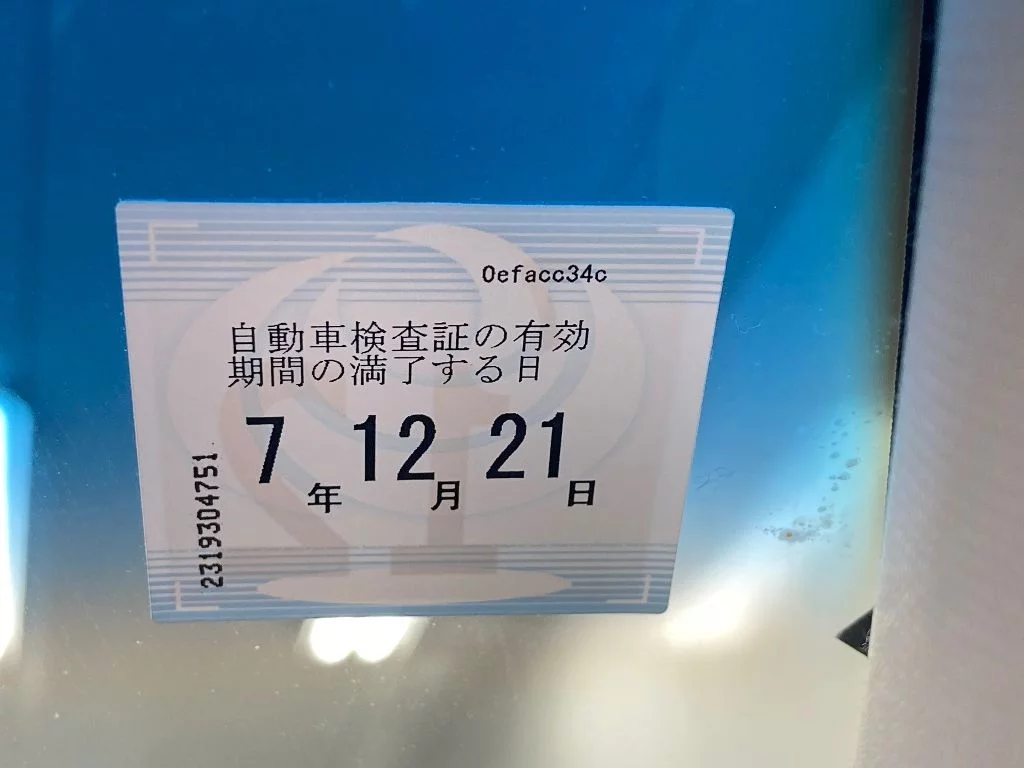 0efacc34c
自動車検査証の有効
期間の満了する日
7年12月21日
2319304751